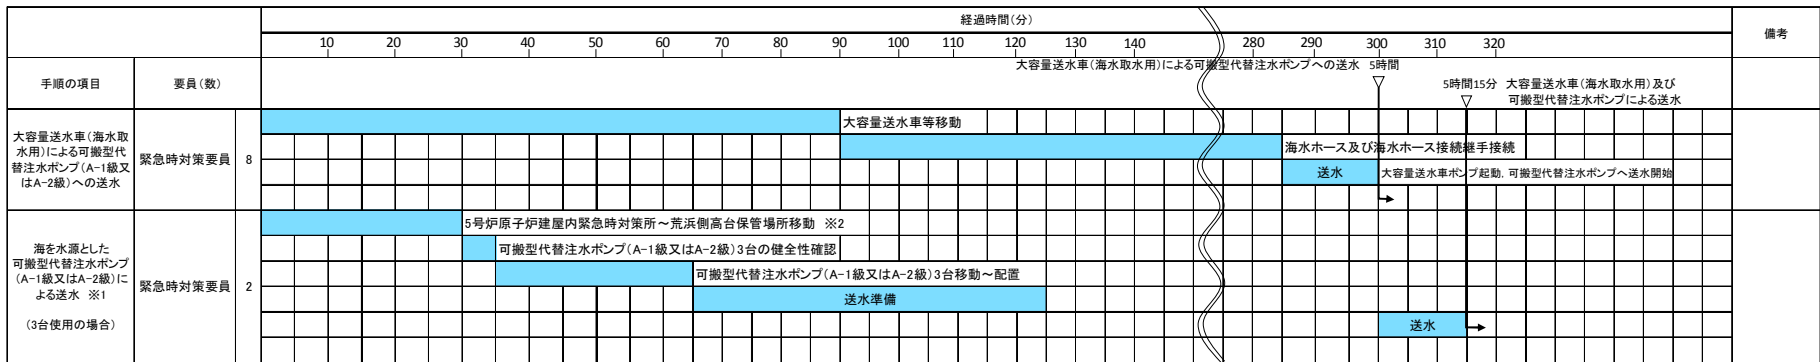 経過時間(分)
備考
10 20 30 40 50 60 70 80 90 100 110 120 130 140 280 290 300 310 320
手順の項目
要員(数)
大容量送水車(海水取水用)による可搬型代替注水ポンプへの送水 5時間
5時間15分 大容量送水車(海水取水用)及び
可搬型代替注水ポンプによる送水
大容量送水車(海水取
水用)による可搬型代
替注水ポンプ(A-1級又
はA-2級)への送水
緊急時対策要員
8
大容量送水車等移動
海水ホース及び海水ホース接続継手接続
送水
大容量送水車ポンプ起動、可搬型代替注水ポンプへ送水開始
海を水源とした
可搬型代替注水ポンプ
(A-1級又はA-2級)に
よる送水 ※1
(3台使用の場合)
緊急時対策要員
2
5号炉原子炉建屋内緊急時対策所~荒浜側高台保管場所移動 ※2
可搬型代替注水ポンプ(A-1級又はA-2級)3台の健全性確認
可搬型代替注水ポンプ(A-1級又はA-2級)3台移動~配置
送水準備
送水